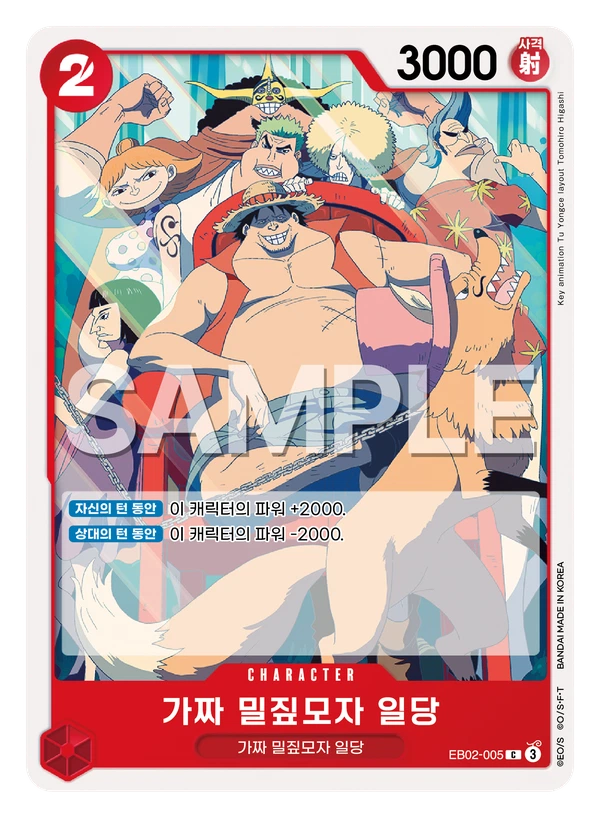 2
3000
사격
射
Key animation Tu Yongce layout Tomohiro Higashi
SAMPLE
자신의 턴 동안 이 캐릭터의 파워 +2000.
상대의 턴 동안 이 캐릭터의 파워 -2000.
CHARACTER
가짜 밀짚모자 일당
가짜 밀짚모자 일당
EB02-005 C 3
©EO/S ©O/S·F·T BANDAI MADE IN KOREA